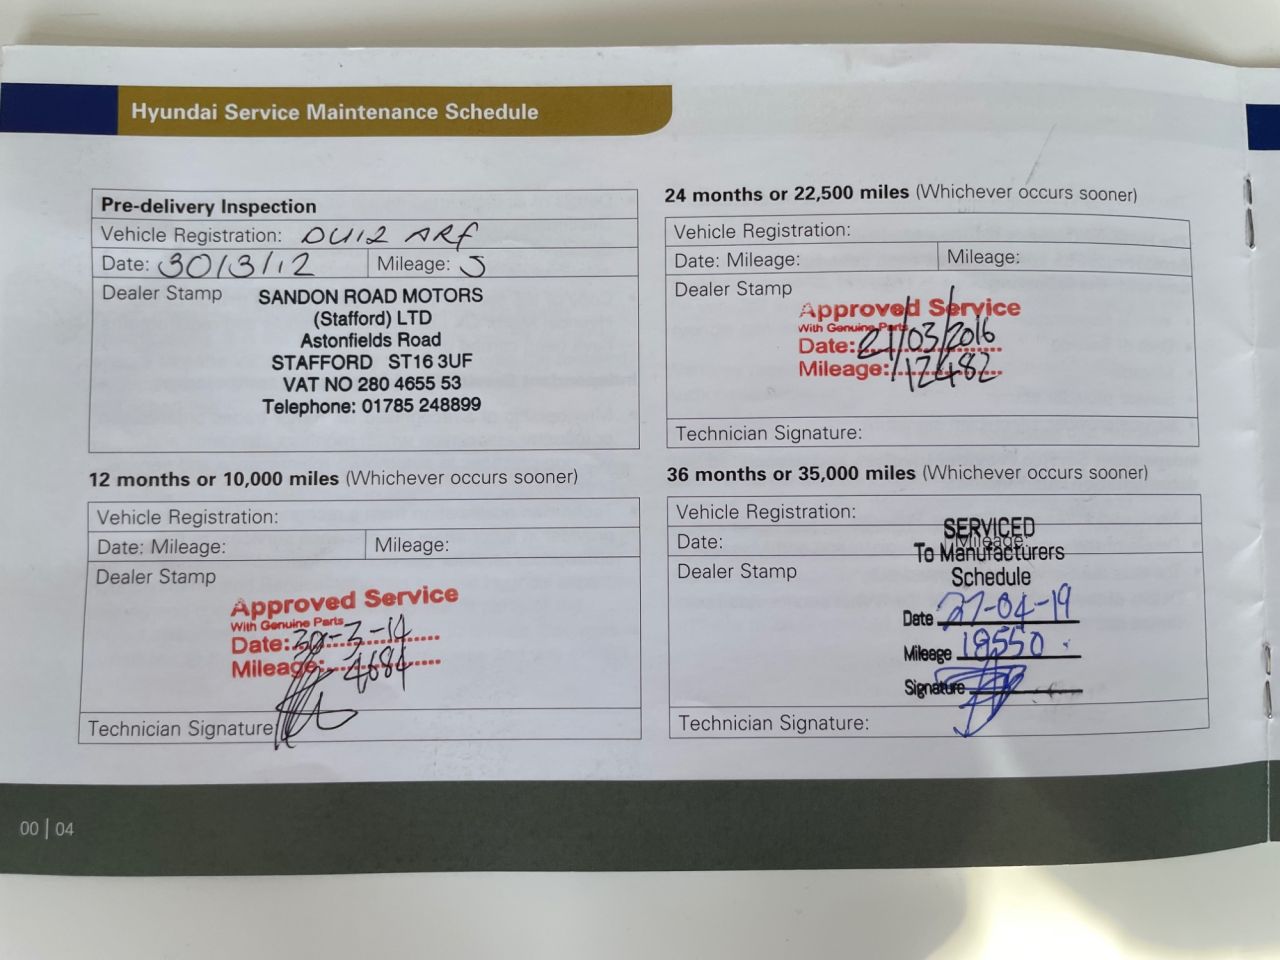 Hyundai Service Maintenance Schedule
Pre-delivery Inspection
Vehicle Registration: DU12 ARF
Date: 30/3/12 Mileage: 5
Dealer Stamp
SANDON ROAD MOTORS
(Stafford) LTD
Astonfields Road
STAFFORD ST16 3UF
VAT NO 280 4655 53
Telephone: 01785 248899
12 months or 10,000 miles (Whichever occurs sooner)
Vehicle Registration:
Date: Mileage: Mileage:
Dealer Stamp
Approved Service
With Genuine Parts
Date: 30-3-14
Mileage: 4684
Technician Signature
24 months or 22,500 miles (Whichever occurs sooner)
Vehicle Registration:
Date: Mileage: Mileage:
Dealer Stamp
Approved Service
With Genuine Parts
Date: 21/03/2016
Mileage: 12482
Technician Signature:
36 months or 35,000 miles (Whichever occurs sooner)
Vehicle Registration:
Date: Mileage:
Dealer Stamp
SERVICED
To Manufacturers
Schedule
Date 27-04-19
Mileage 18550
Signature
Technician Signature:
00 | 04